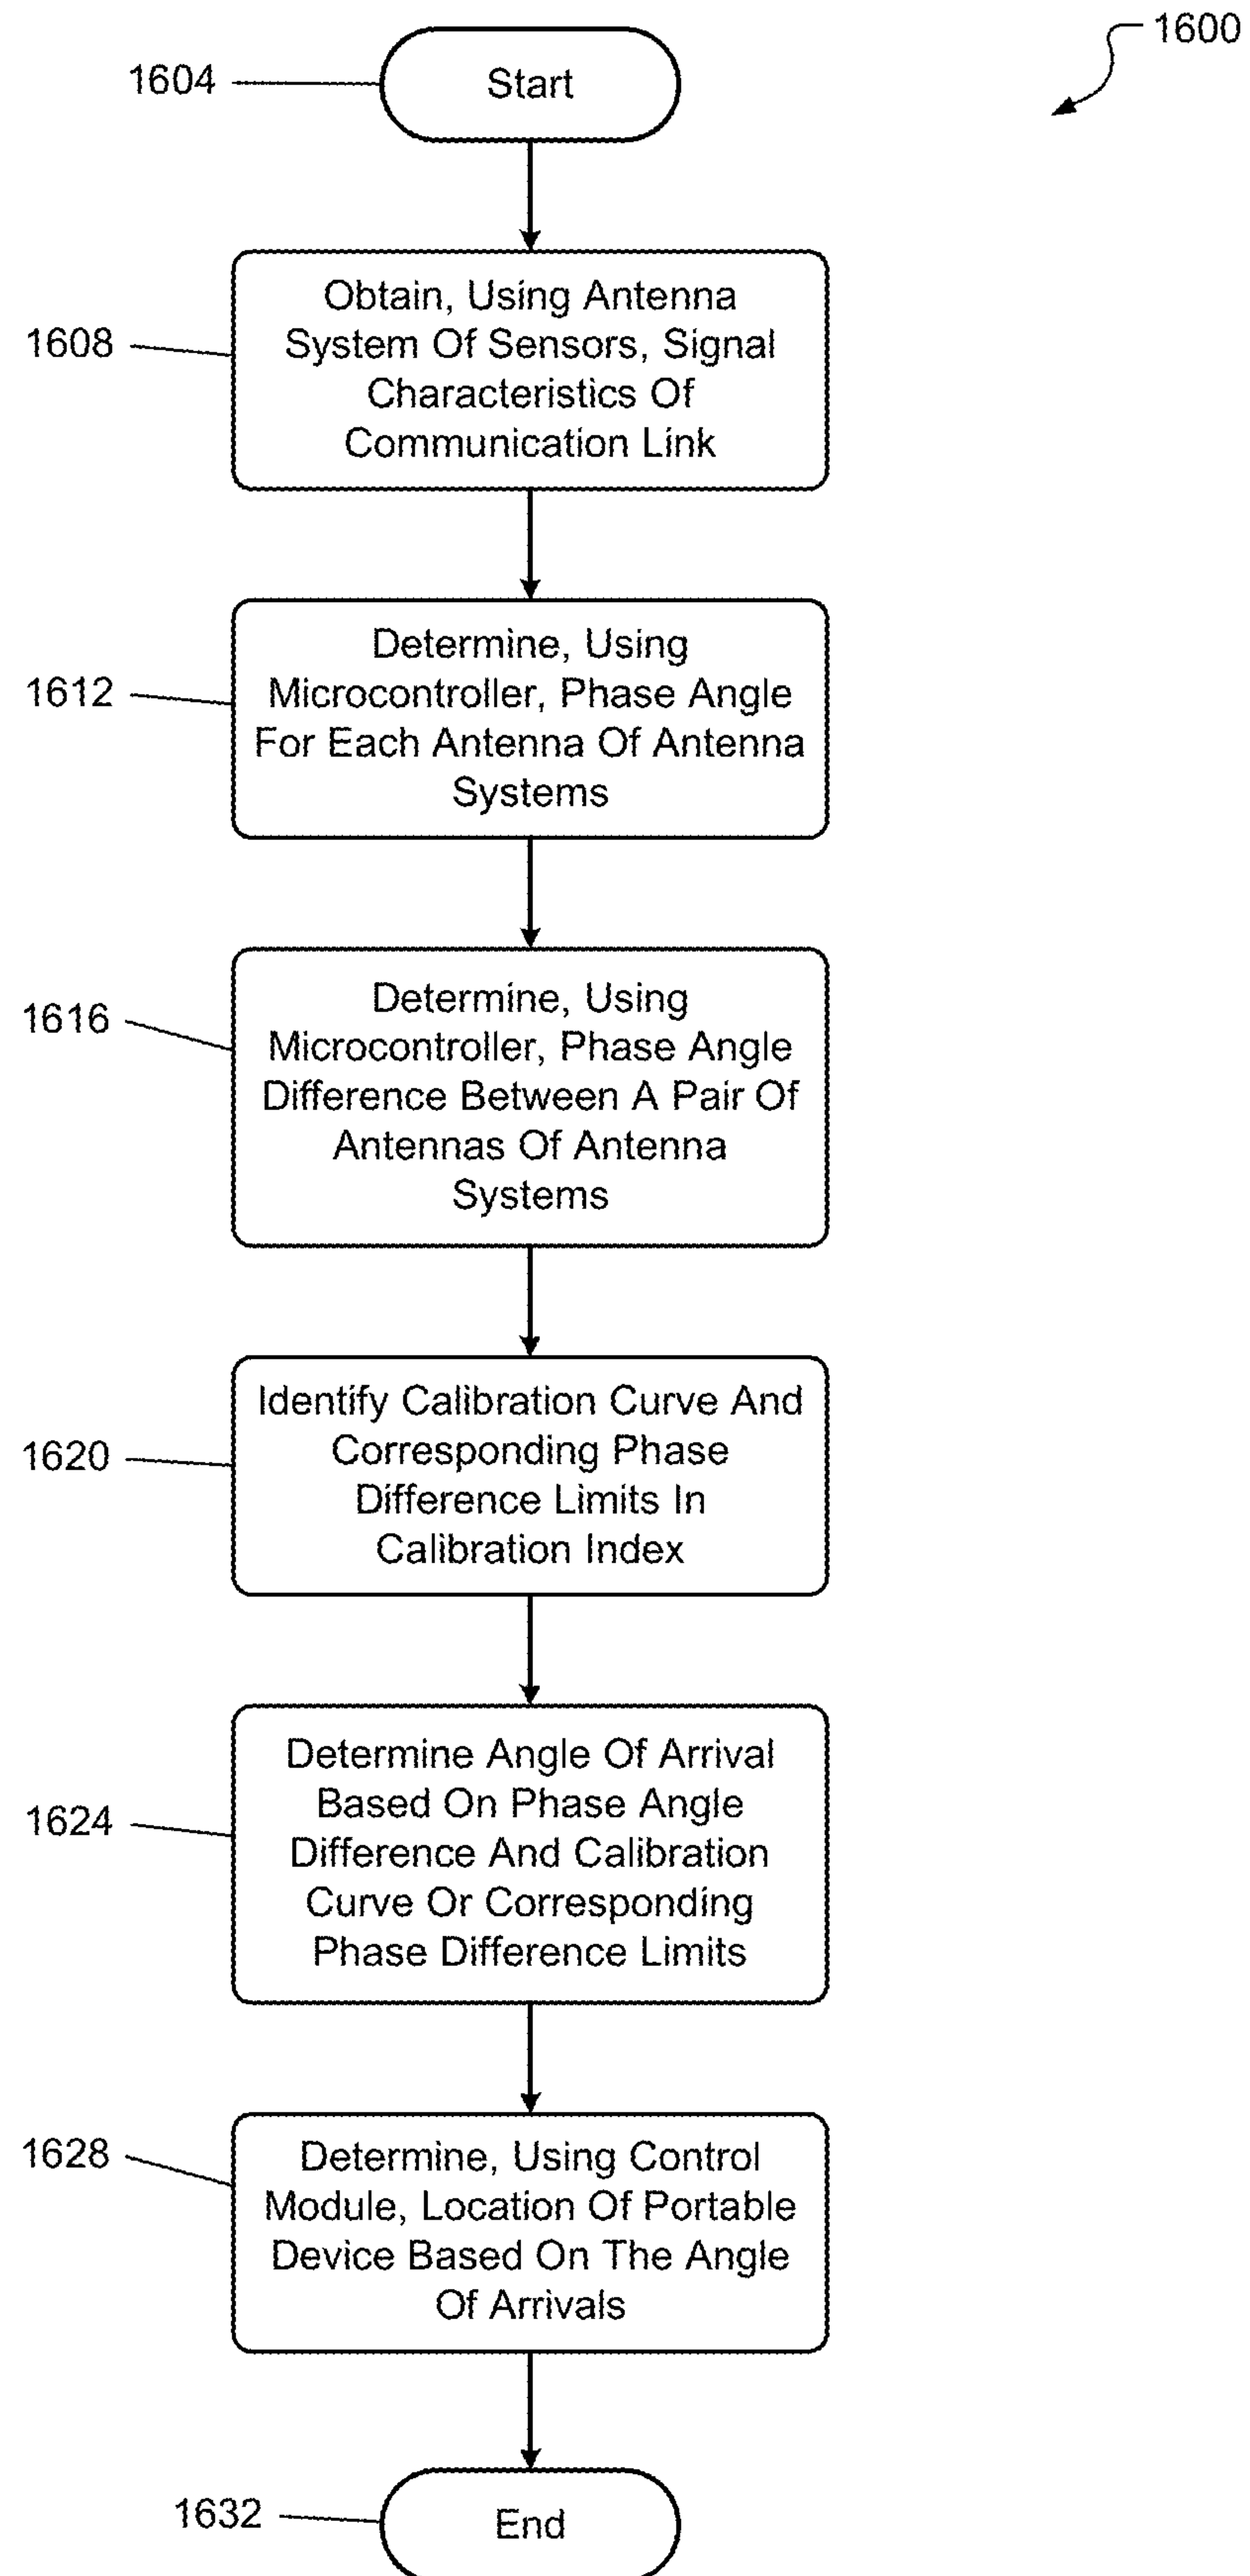 1600
1604
Start
1608
Obtain, Using Antenna
System Of Sensors, Signal
Characteristics Of
Communication Link
1612
Determine, Using
Microcontroller, Phase Angle
For Each Antenna Of Antenna
Systems
1616
Determine, Using
Microcontroller, Phase Angle
Difference Between A Pair Of
Antennas Of Antenna
Systems
1620
Identify Calibration Curve And
Corresponding Phase
Difference Limits In
Calibration Index
1624
Determine Angle Of Arrival
Based On Phase Angle
Difference And Calibration
Curve Or Corresponding
Phase Difference Limits
1628
Determine, Using Control
Module, Location Of Portable
Device Based On The Angle
Of Arrivals
1632
End